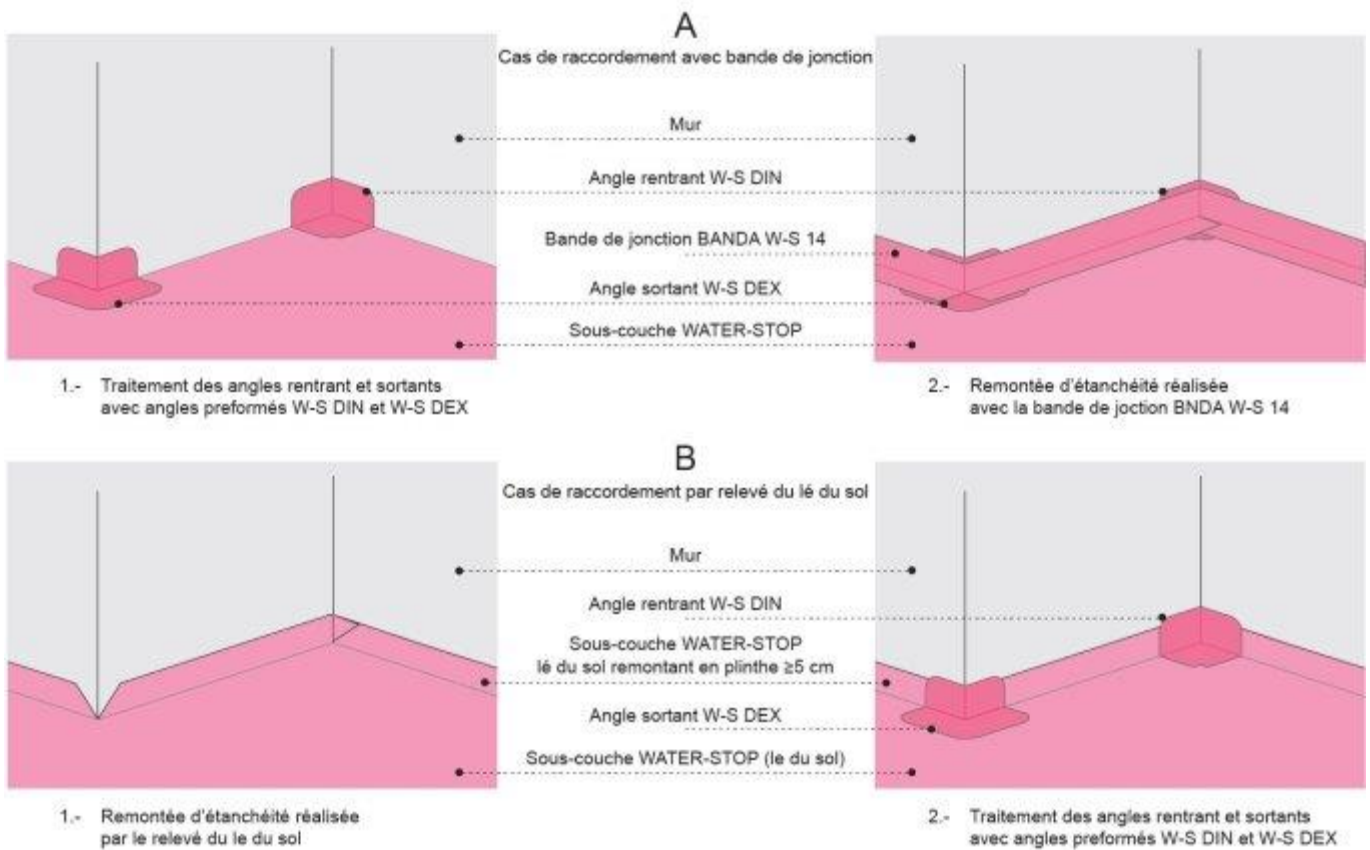 A
Cas de raccordement avec bande de jonction
Mur
Angle rentrant W-S DIN
Bande de jonction BANDA W-S 14
Angle sortant W-S DEX
Sous-couche WATER-STOP
1.- Traitement des angles rentrant et sortants
avec angles preformés W-S DIN et W-S DEX
2.- Remontée d'étanchéité réalisée
avec la bande de joction BNDA W-S 14
B
Cas de raccordement par relevé du lé du sol
Mur
Angle rentrant W-S DIN
Sous-couche WATER-STOP
lé du sol remontant en plinthe ≥5 cm
Angle sortant W-S DEX
Sous-couche WATER-STOP (le du sol)
1.- Remontée d'étanchéité réalisée
par le relevé du le du sol
2.- Traitement des angles rentrant et sortants
avec angles preformés W-S DIN et W-S DEX